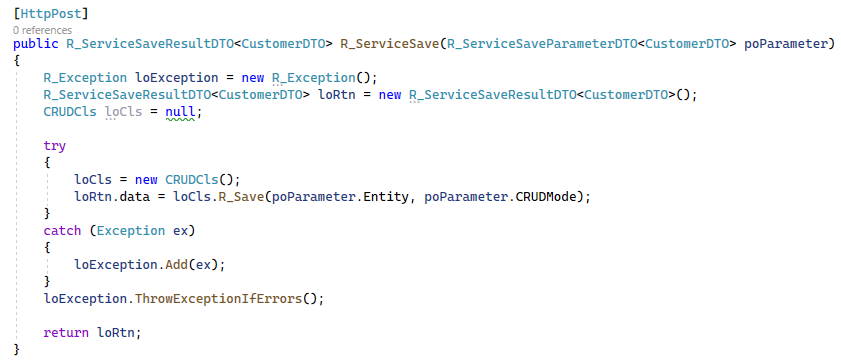 [HttpPost]
0 references
public R_ServiceSaveResultDTO<CustomerDTO> R_ServiceSave(R_ServiceSaveParameterDTO<CustomerDTO> poParameter)
{
    R_Exception loException = new R_Exception();
    R_ServiceSaveResultDTO<CustomerDTO> loRtn = new R_ServiceSaveResultDTO<CustomerDTO>();
    CRUDCls loCls = null;

    try
    {
        loCls = new CRUDCls();
        loRtn.data = loCls.R_Save(poParameter.Entity, poParameter.CRUDMode);
    }
    catch (Exception ex)
    {
        loException.Add(ex);
    }
    loException.ThrowExceptionIfErrors();

    return loRtn;
}